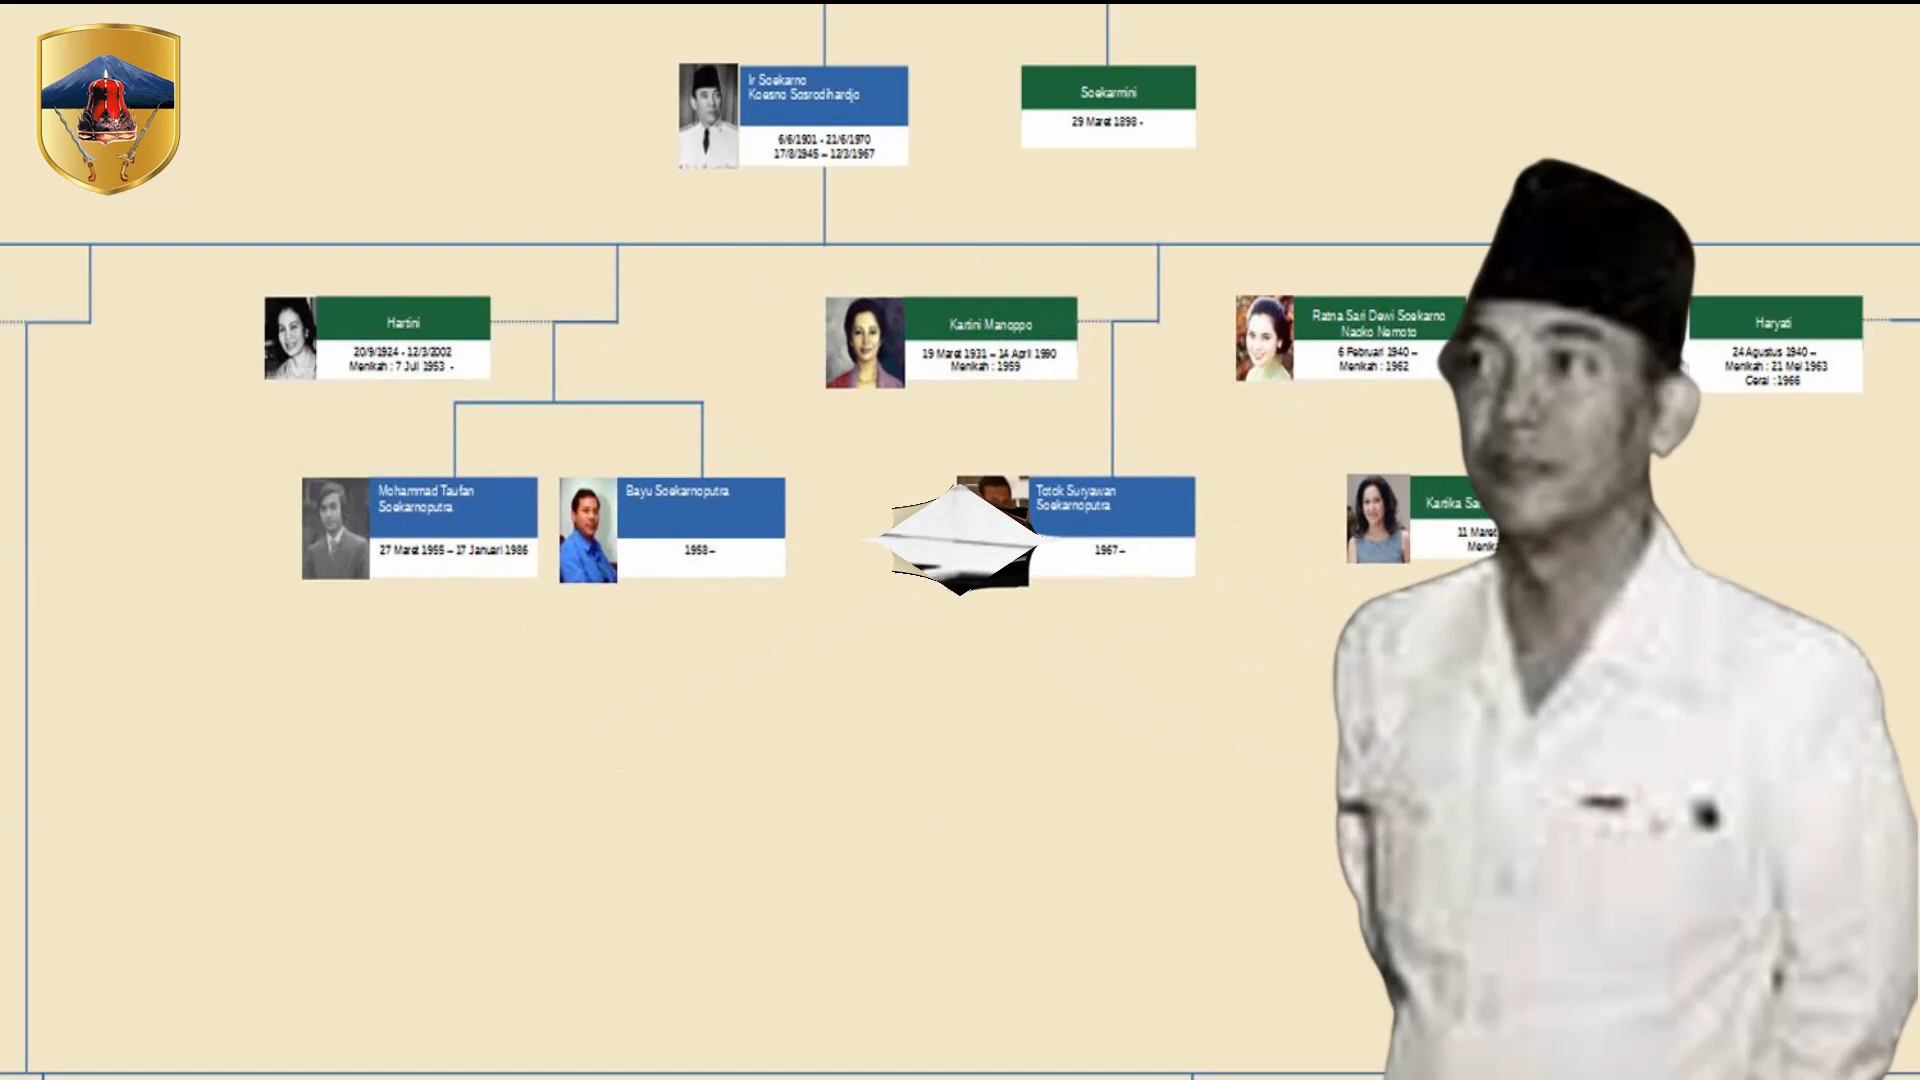 Ir Soekarno
Koesno Sosrodihardjo
6/6/1901 - 21/6/1970
17/8/1945 – 12/3/1967
Soekarmini
29 Maret 1898 -
Hartini
20/9/1924 - 12/3/2002
Menikah : 7 Juli 1953 -
Kartini Manoppo
19 Maret 1931 – 14 April 1990
Menikah : 1959
Ratna Sari Dewi Soekarno
Naoko Nemoto
6 Februari 1940 –
Menikah : 1962
Haryati
24 Agustus 1940 –
Menikah : 21 Mei 1963
Cerai : 1966
Mohammad Taufan
Soekarnoputra
27 Maret 1955 – 17 Januari 1986
Bayu Soekarnoputra
1958 –
Totok Suryawan
Soekarnoputra
1967 –
Kartika
11 Maret